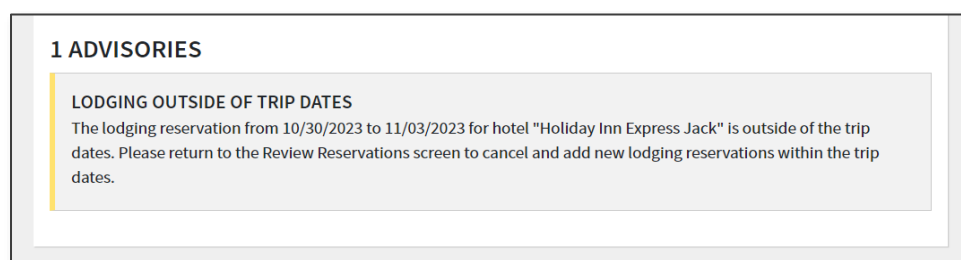 1 ADVISORIES
LODGING OUTSIDE OF TRIP DATES
The lodging reservation from 10/30/2023 to 11/03/2023 for hotel "Holiday Inn Express Jack" is outside of the trip
dates. Please return to the Review Reservations screen to cancel and add new lodging reservations within the trip
dates.